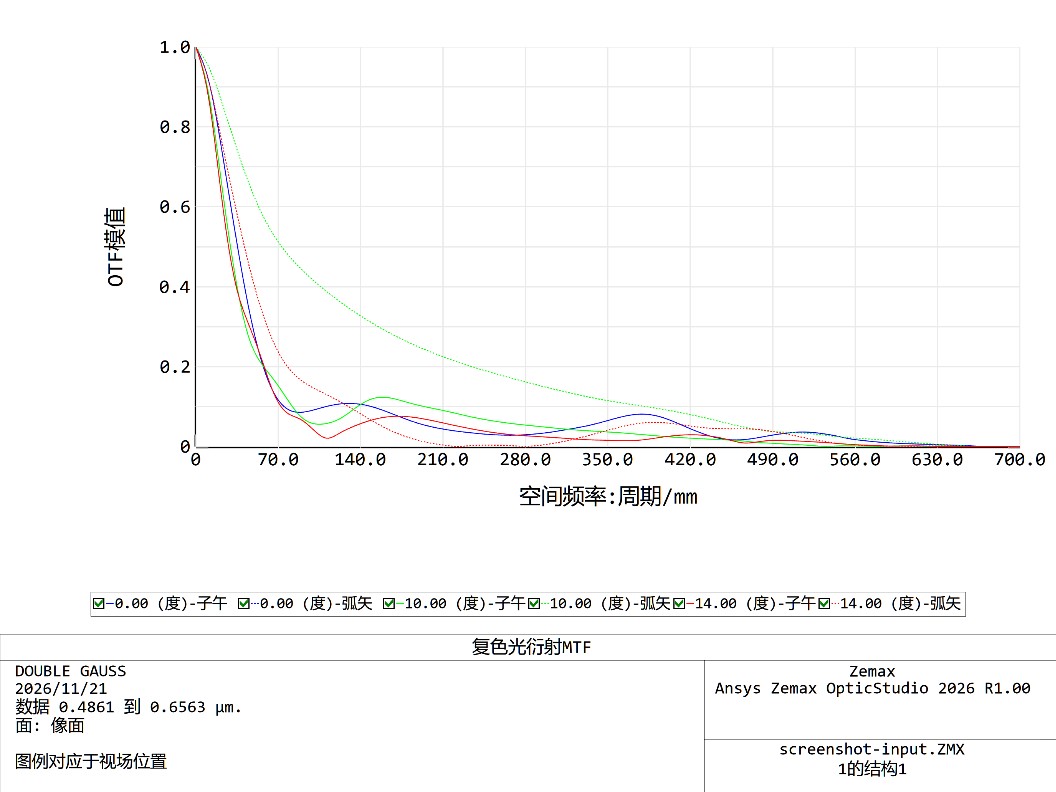 1.0
0.8
0.6
0.4
0.2
0
OTF模值
0 70.0 140.0 210.0 280.0 350.0 420.0 490.0 560.0 630.0 700.0
空间频率:周期/mm
0.00 (度)-子午 0.00 (度)-弧矢 10.00 (度)-子午 10.00 (度)-弧矢 14.00 (度)-子午 14.00 (度)-弧矢
复色光衍射MTF
DOUBLE GAUSS
2026/11/21
数据 0.4861 到 0.6563 μm.
面: 像面
图例对应于视场位置
Zemax
Ansys Zemax OpticStudio 2026 R1.00
screenshot-input.ZMX
1的结构1